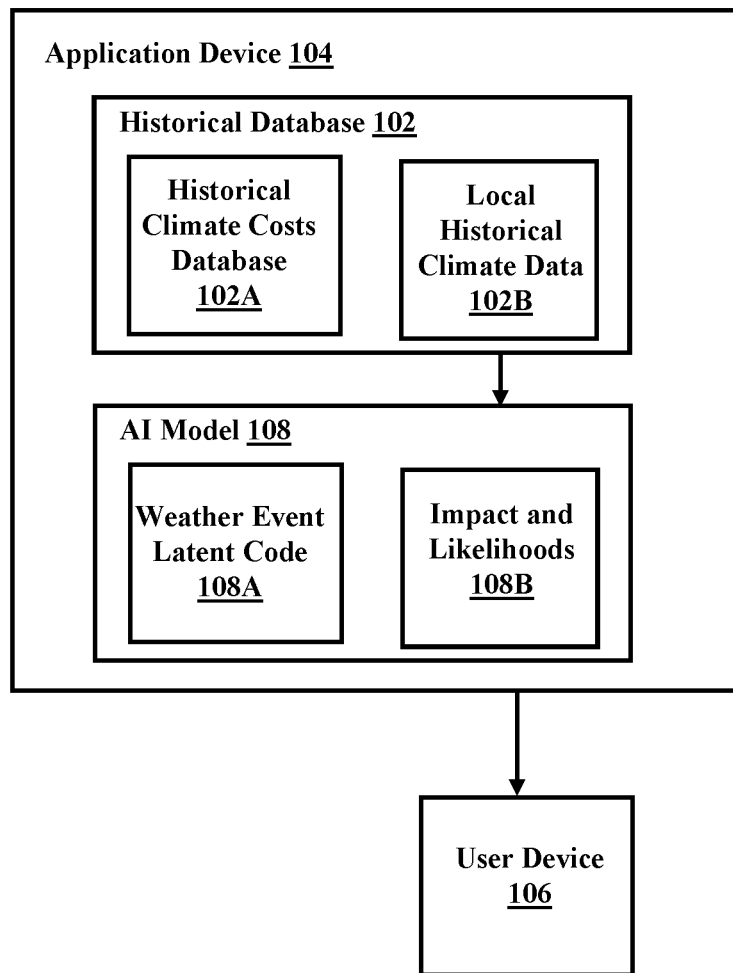 Application Device 104
Historical Database 102
Historical
Climate Costs
Database
102A
Local
Historical
Climate Data
102B
AI Model 108
Weather Event
Latent Code
108A
Impact and
Likelihoods
108B
User Device
106